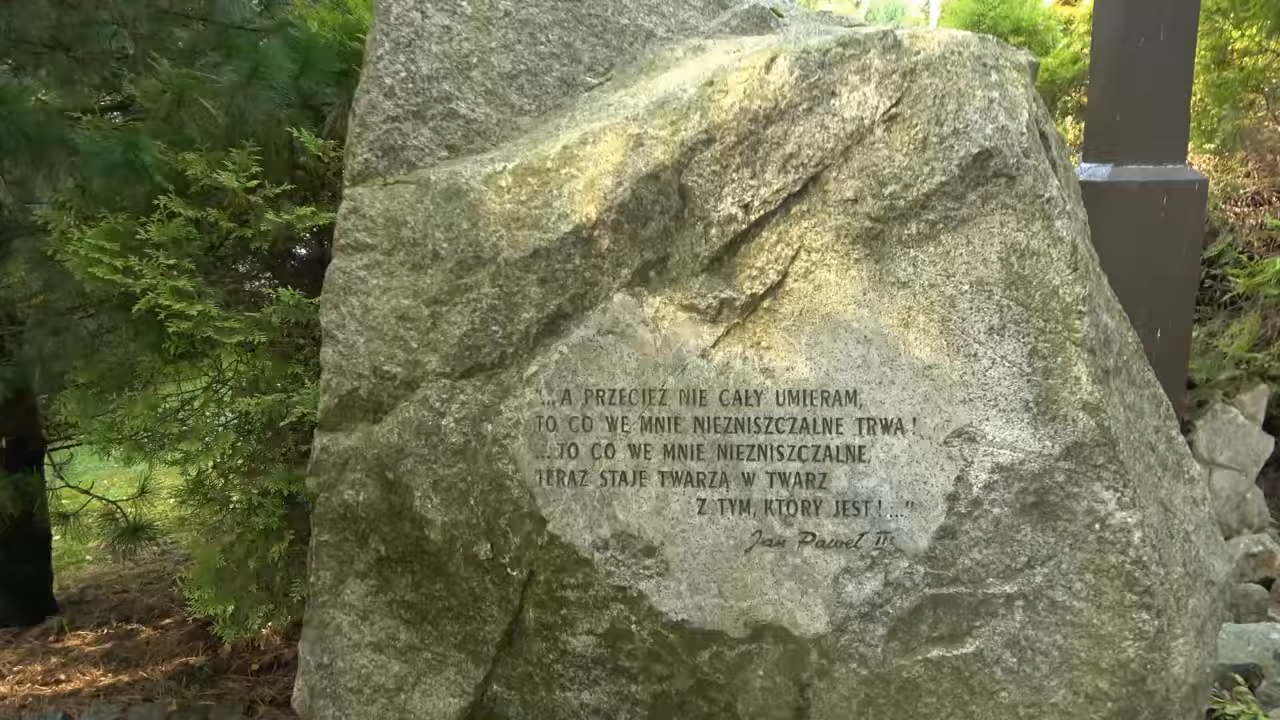 "...A PRZECIEŻ NIE CAŁY UMIERAM,
TO CO WE MNIE NIEZNISZCZALNE TRWA!
...TO CO WE MNIE NIEZNISZCZALNE,
TERAZ STAJE TWARZĄ W TWARZ
Z TYM, KTÓRY JEST!..."
Jan Paweł II